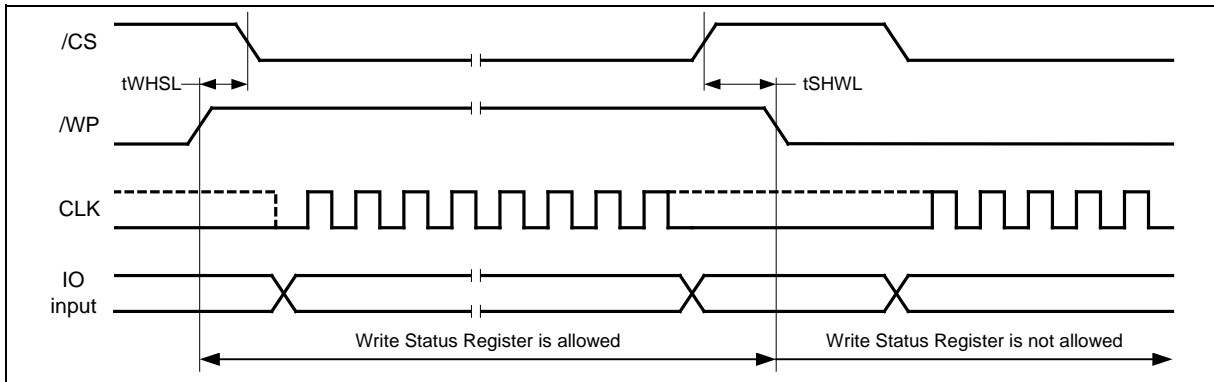 /CS
tWHSL
tSHWL
/WP
CLK
IO
input
Write Status Register is allowed
Write Status Register is not allowed